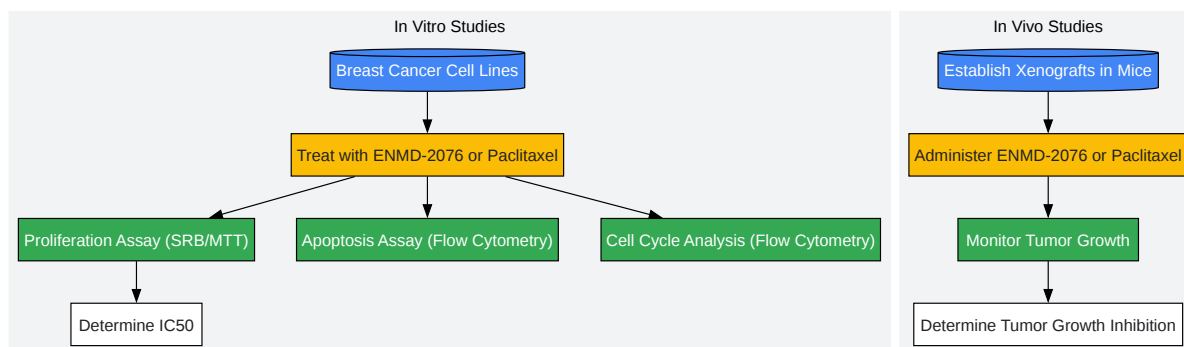 In Vitro Studies
Breast Cancer Cell Lines
Treat with ENMD-2076 or Paclitaxel
Proliferation Assay (SRB/MTT)
Apoptosis Assay (Flow Cytometry)
Cell Cycle Analysis (Flow Cytometry)
Determine IC50
In Vivo Studies
Establish Xenografts in Mice
Administer ENMD-2076 or Paclitaxel
Monitor Tumor Growth
Determine Tumor Growth Inhibition